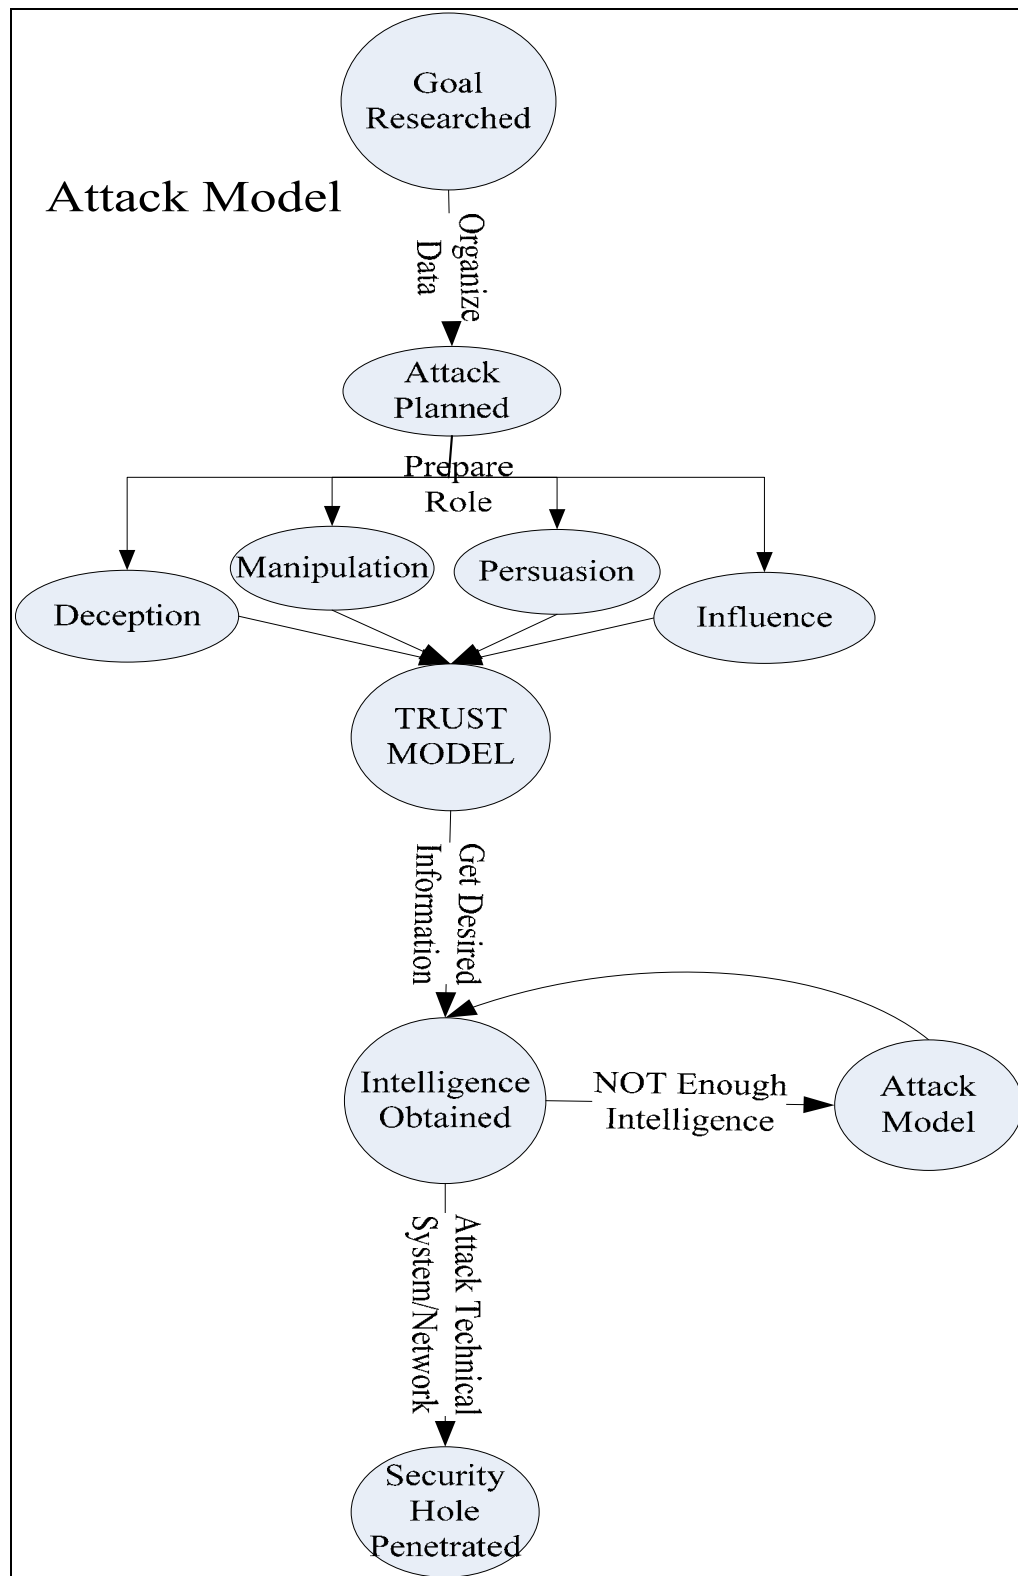 Goal
Researched
Attack Model
Organize
Data
Attack
Planned
Prepare
Role
Manipulation
Persuasion
Deception
Influence
TRUST
MODEL
Get Desired
Information
Intelligence
Obtained
NOT Enough
Intelligence
Attack
Model
Attack Technical
System/Network
Security
Hole
Penetrated